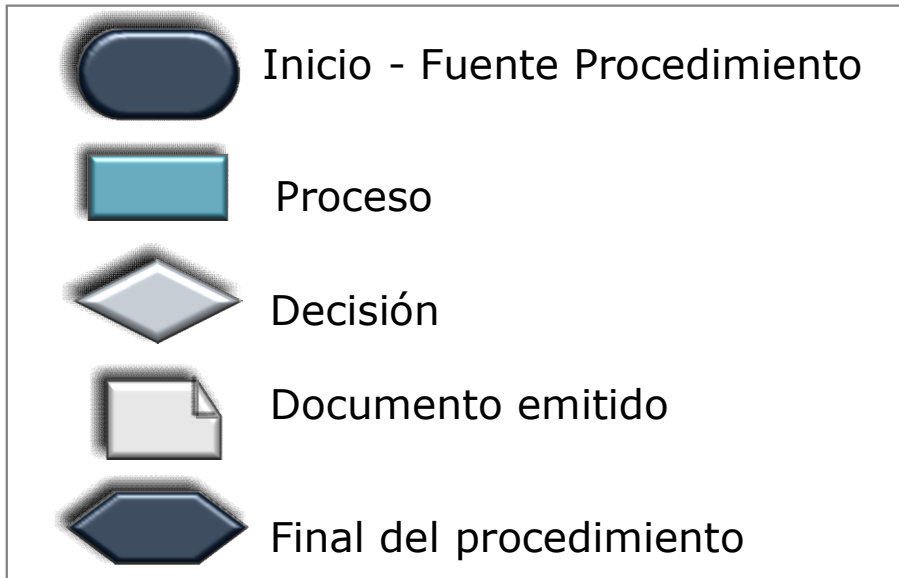 Inicio - Fuente Procedimiento
Proceso
Decisión
Documento emitido
Final del procedimiento